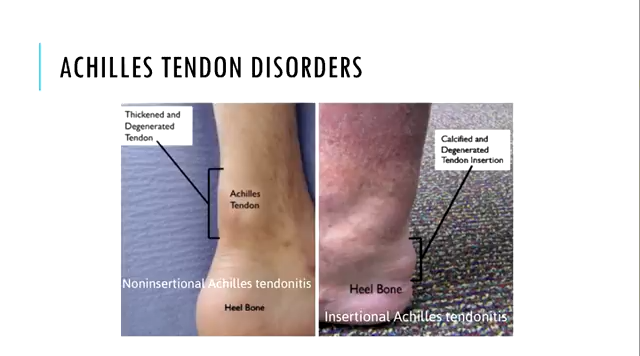 ACHILLES TENDON DISORDERS
Thickened and
Degenerated
Tendon
Achilles
Tendon
Noninsertional Achilles tendonitis
Heel Bone
Calcified and
Degenerated
Tendon Insertion
Heel Bone
Insertional Achilles tendonitis